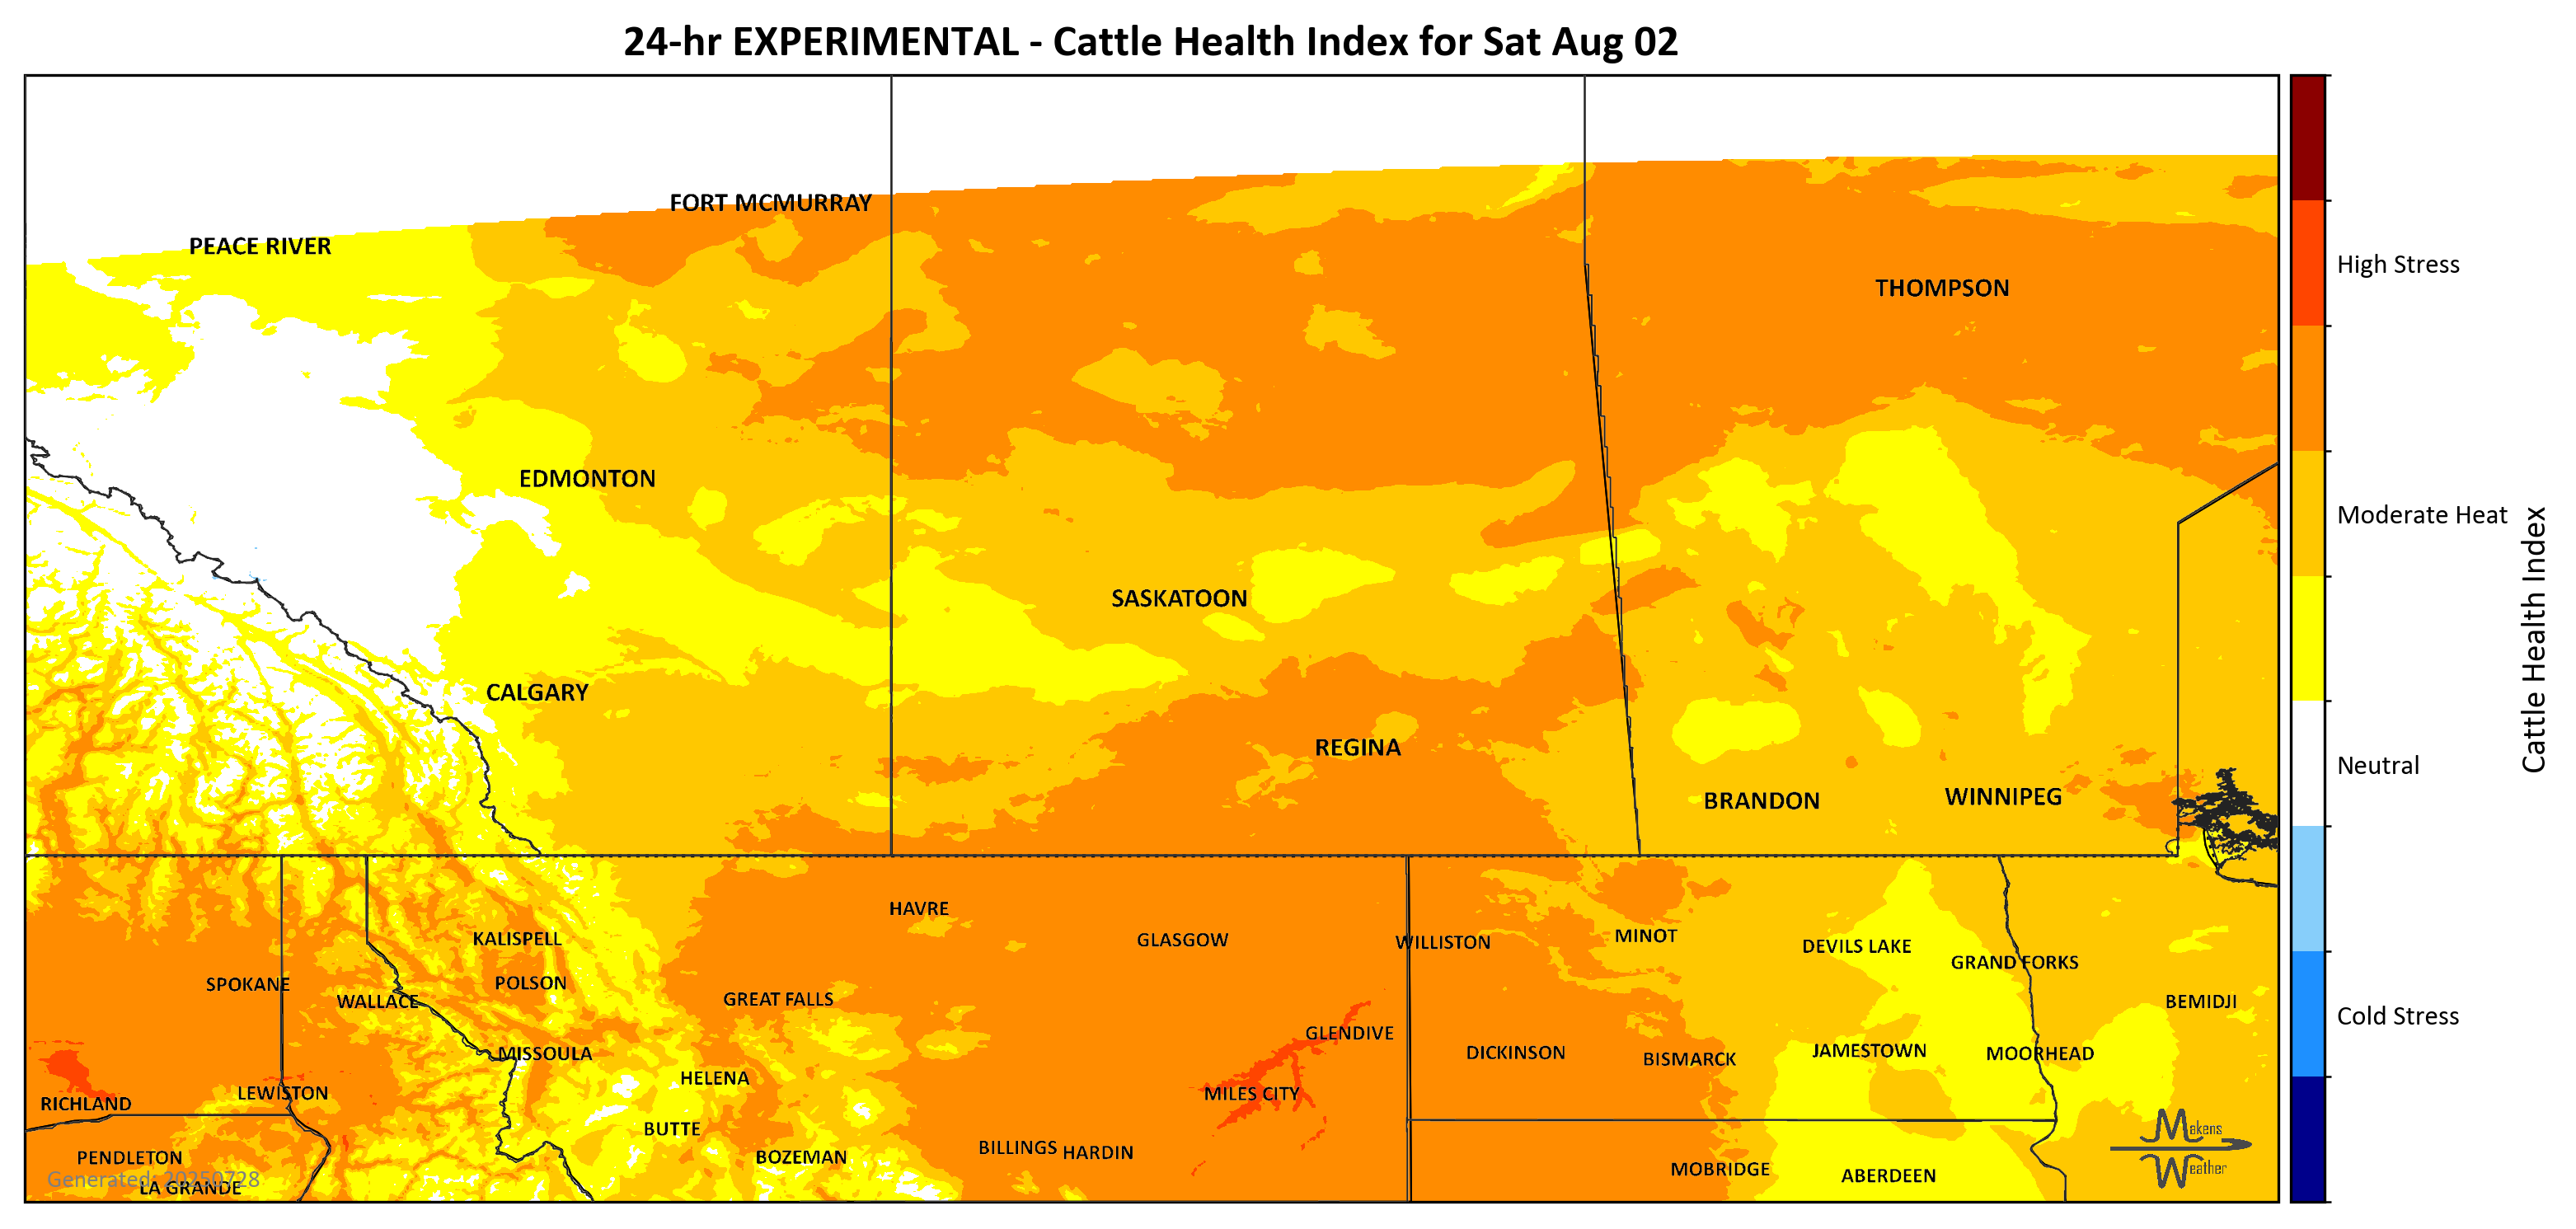 24-hr EXPERIMENTAL - Cattle Health Index for Sat Aug 02
FORT MCMURRAY
PEACE RIVER
High Stress
THOMPSON
EDMONTON
Moderate Heat
SASKATOON
Cattle Health Index
CALGARY
REGINA
Neutral
BRANDON
WINNIPEG
HAVRE
KALISPELL
GLASGOW
WILLISTON
MINOT
DEVILS LAKE
GRAND FORKS
SPOKANE
POLSON
WALLACE
GREAT FALLS
BEMIDJI
Cold Stress
GLENDIVE
MISSOULA
DICKINSON
BISMARCK
JAMESTOWN
MOORHEAD
HELENA
LEWISTON
MILES CITY
RICHLAND
BUTTE
Makens
Weather
BILLINGS
HARDIN
PENDLETON
BOZEMAN
MOBRIDGE
ABERDEEN
Generated: 20250728
LA GRANDE